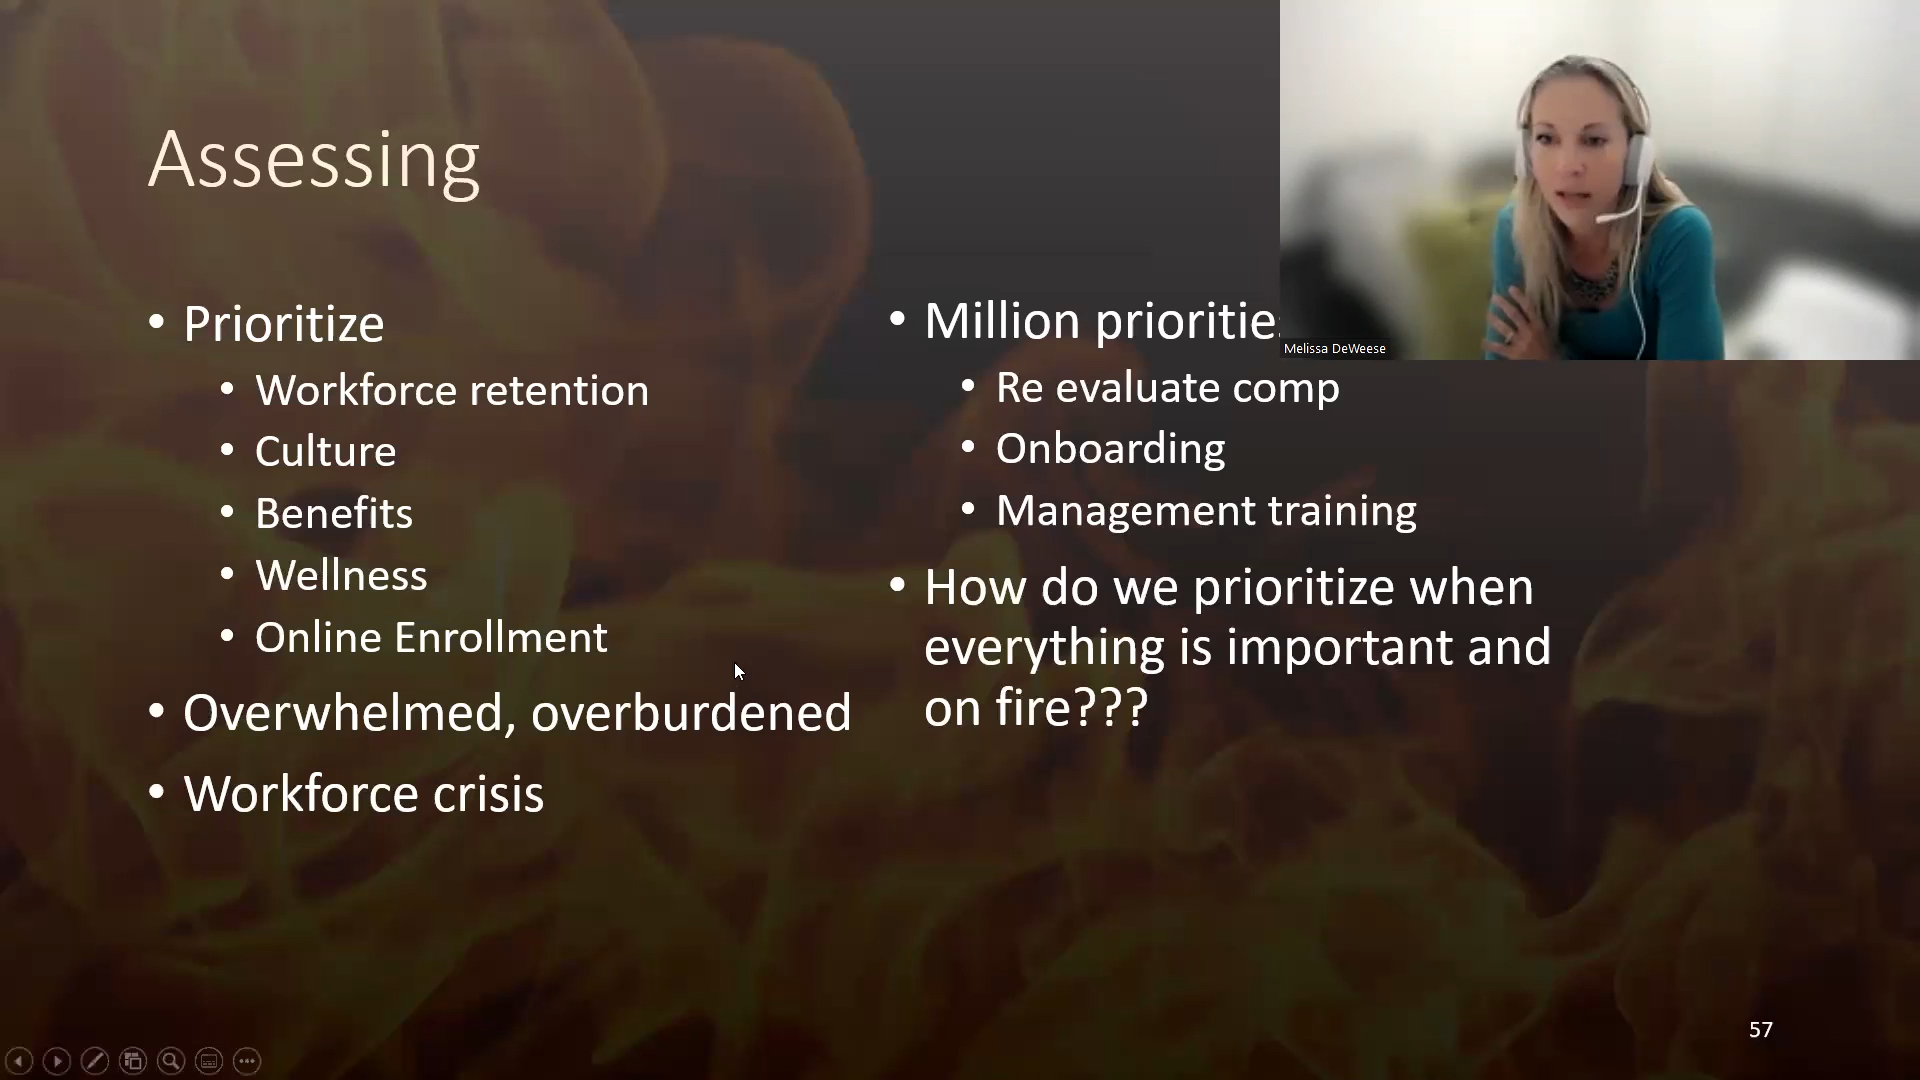 Assessing
• Prioritize
• Workforce retention
• Culture
• Benefits
• Wellness
• Online Enrollment
• Overwhelmed, overburdened
• Workforce crisis
• Million
• Re evaluate comp
• Onboarding
• Management training
• How do we prioritize when
everything is important and
on fire???
Melissa DeWeese
57